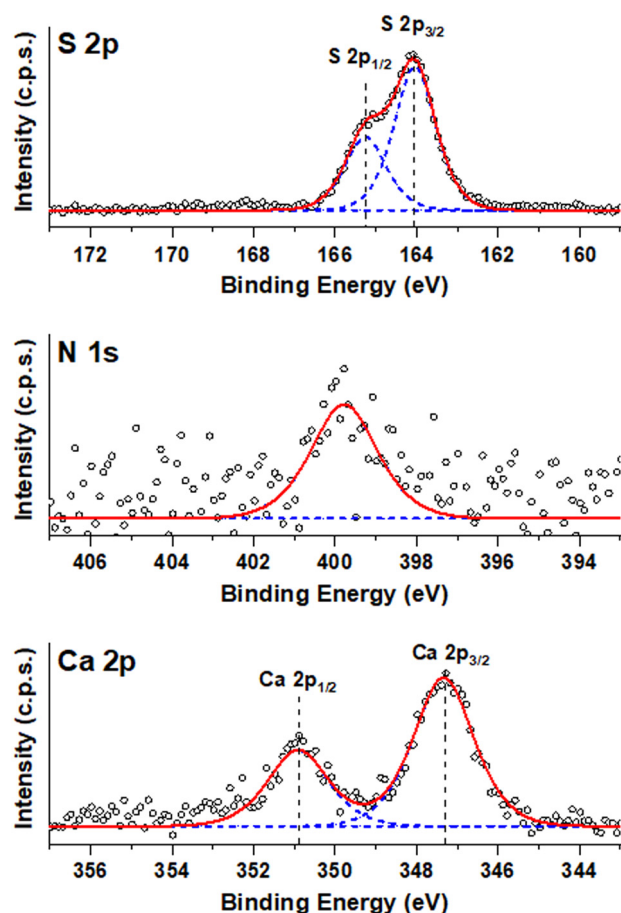 S 2p
S 2p3/2
S 2p1/2
Intensity (c.p.s.)
172 170 168 166 164 162 160
Binding Energy (eV)
N 1s
Intensity (c.p.s.)
406 404 402 400 398 396 394
Binding Energy (eV)
Ca 2p
Ca 2p3/2
Ca 2p1/2
Intensity (c.p.s.)
356 354 352 350 348 346 344
Binding Energy (eV)